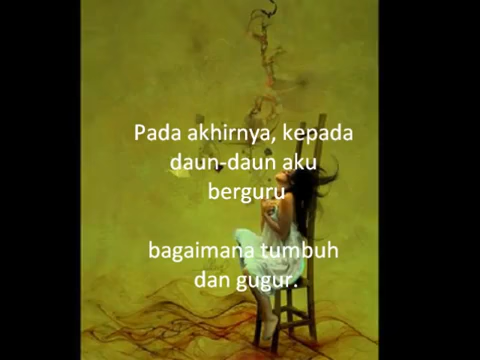 Pada akhirnya, kepada
daun-daun aku
berguru
bagaimana tumbuh
dan gugur.